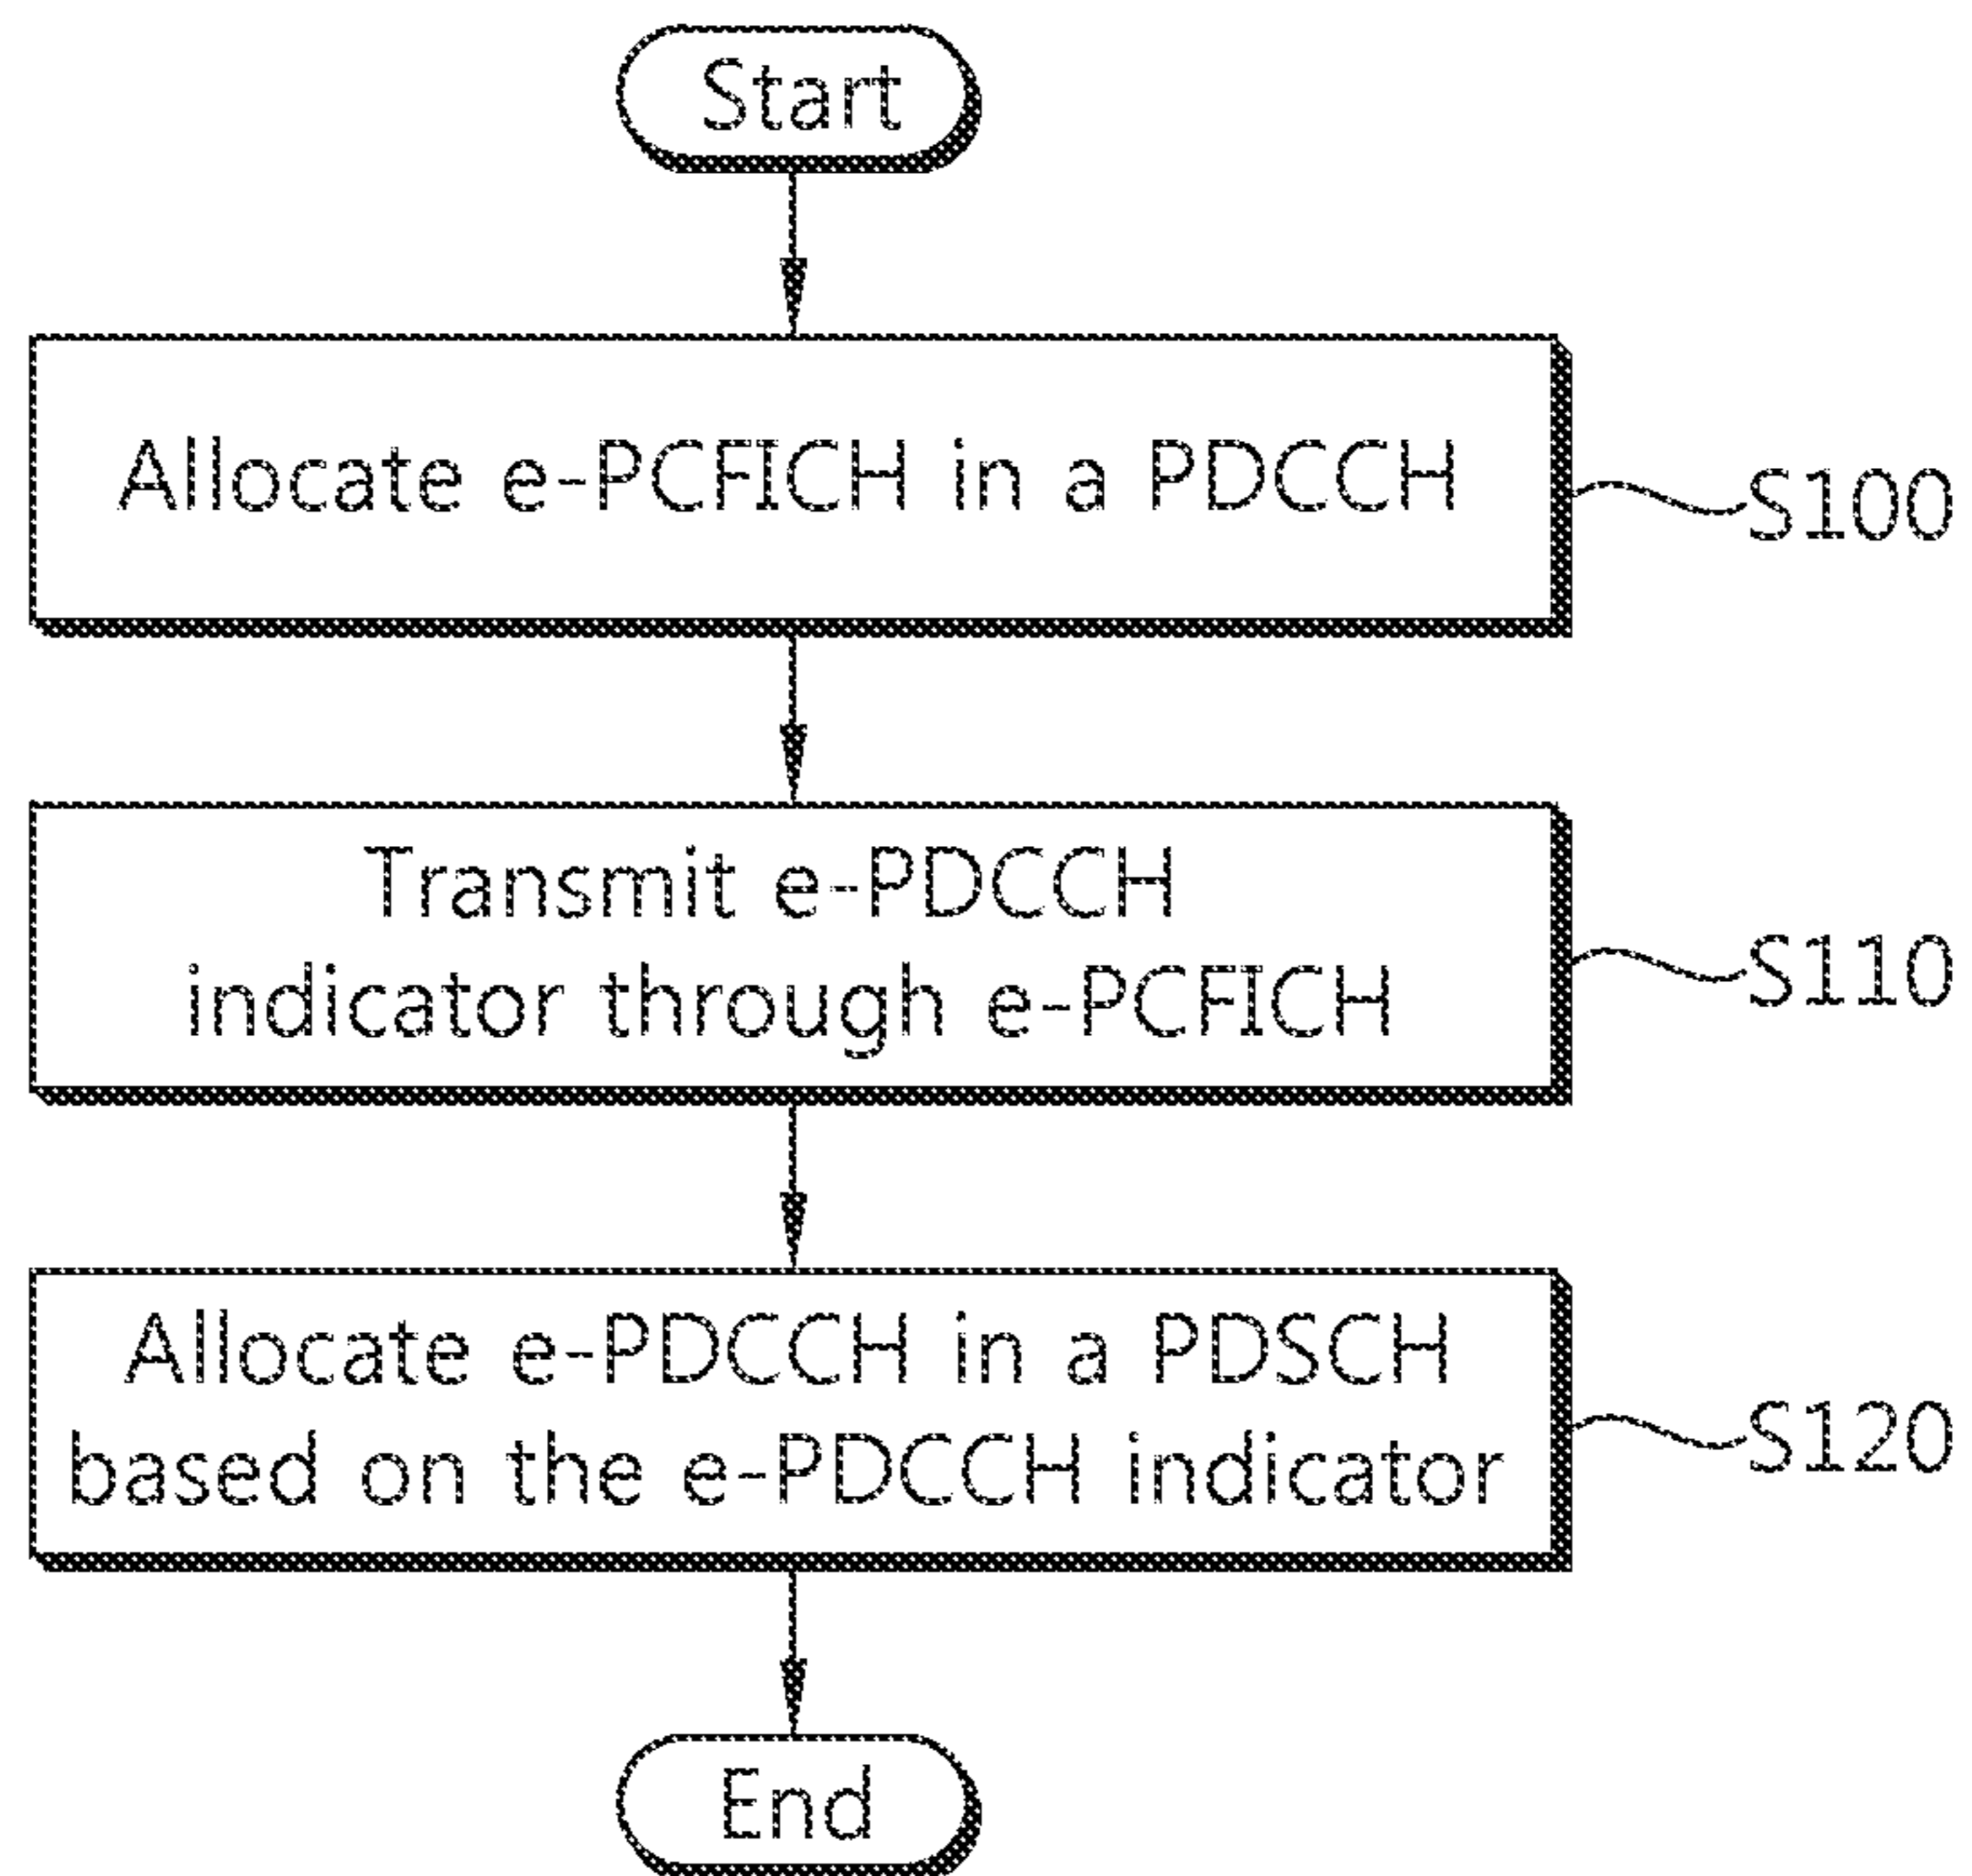 Start
Allocate e-PCFICH in a PDCCH
S100
Transmit e-PDCCH
indicator through e-PCFICH
S110
Allocate e-PDCCH in a PDSCH
based on the e-PDCCH indicator
S120
End